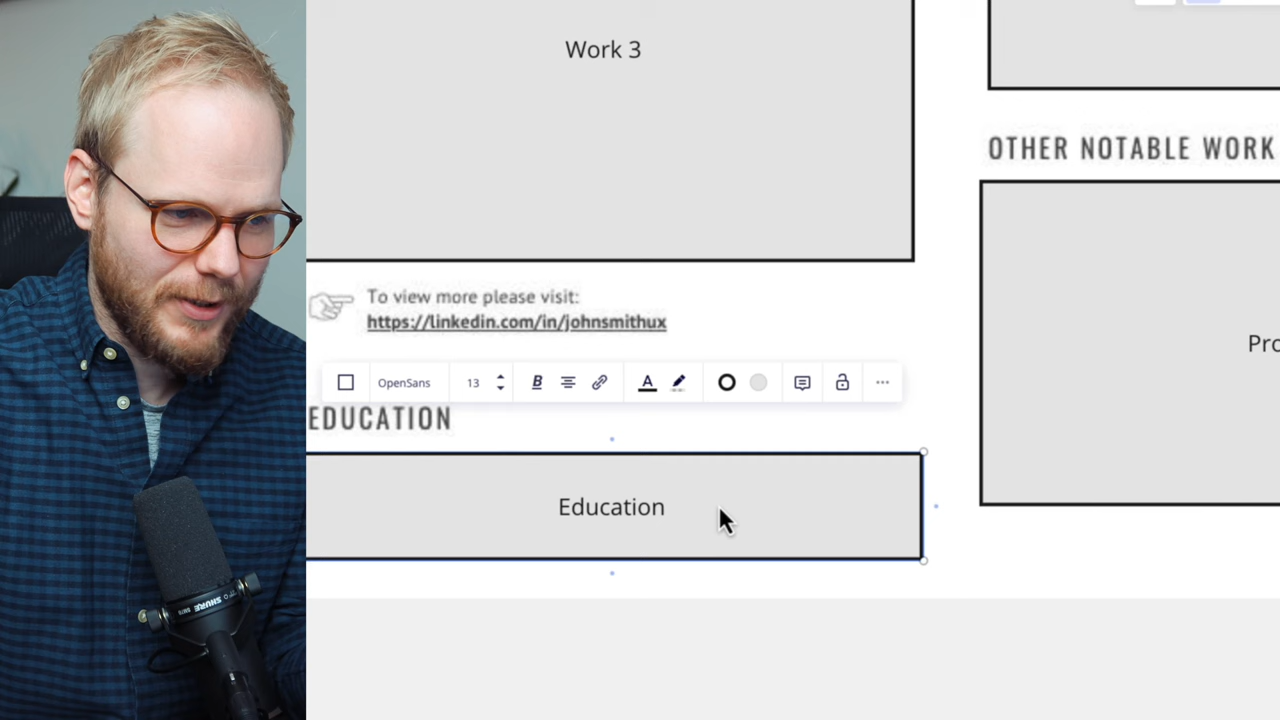 Work 3
OTHER NOTABLE WORK
To view more please visit:
https://linkedin.com/in/johnsmithux
OpenSans 13 B A
EDUCATION
Education
Pro
SHURE